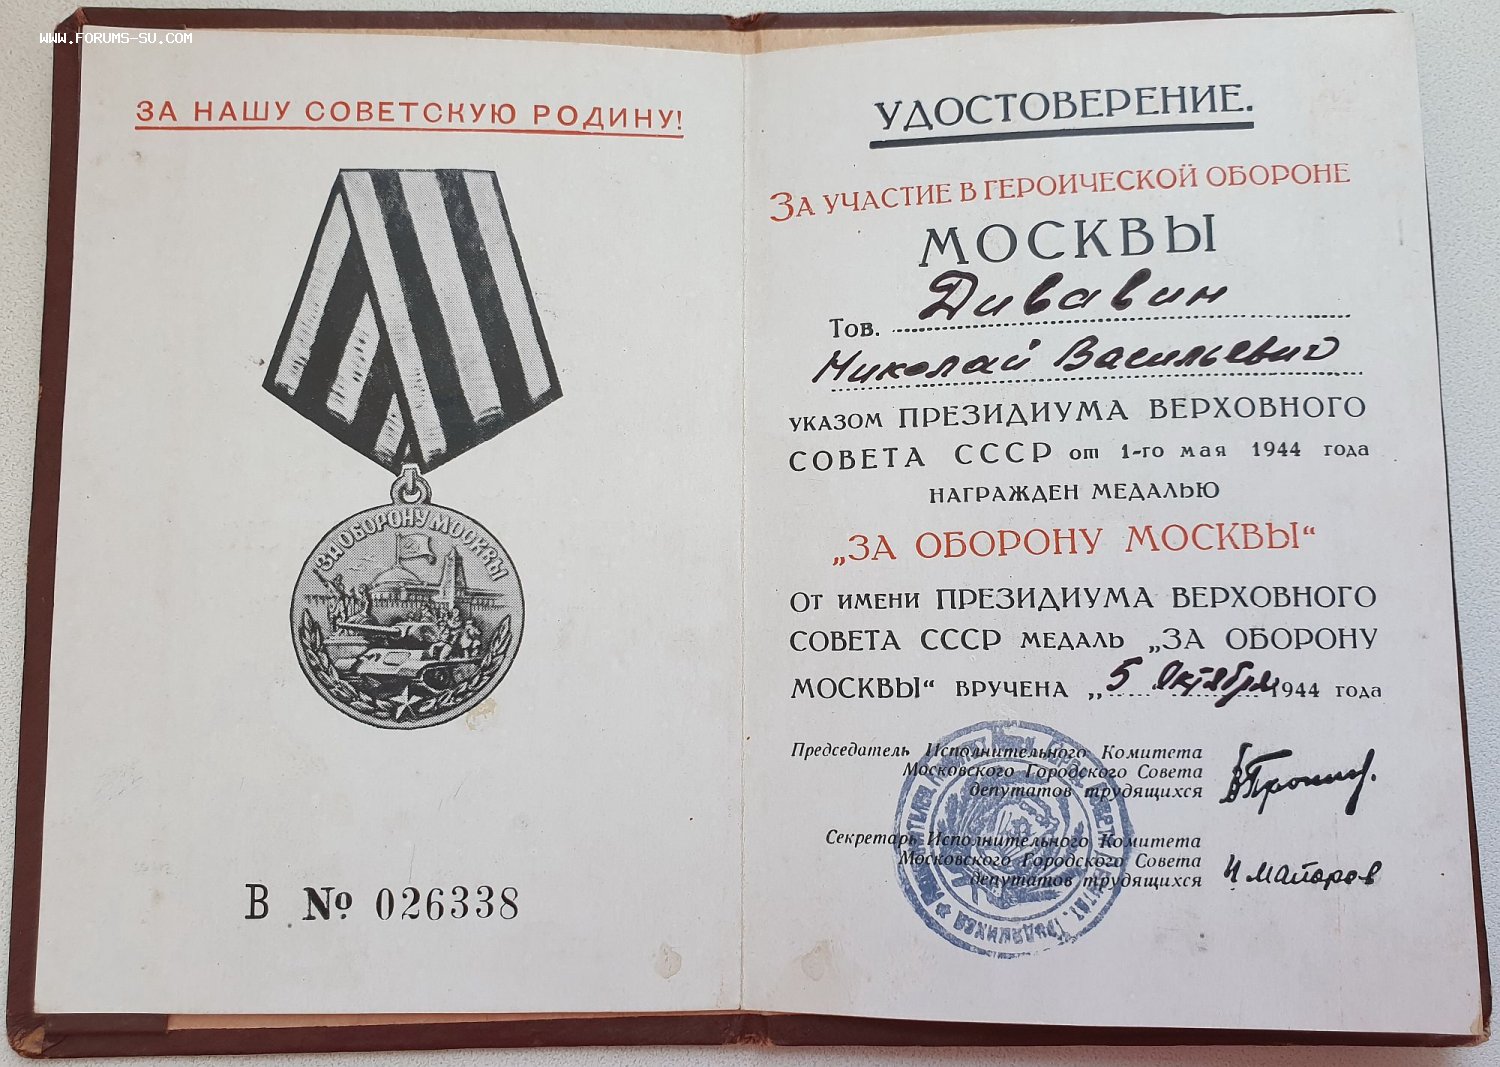 WWW.FORUMS-SU.COM
ЗА НАШУ СОВЕТСКУЮ РОДИНУ!
ЗА ОБОРОНУ МОСКВЫ
В № 026338
УДОСТОВЕРЕНИЕ.
ЗА УЧАСТИЕ В ГЕРОИЧЕСКОЙ ОБОРОНЕ
МОСКВЫ
Тов. Дивавин
Николай Васильевич
УКАЗОМ ПРЕЗИДИУМА ВЕРХОВНОГО
СОВЕТА СССР от 1-го мая 1944 года
НАГРАЖДЕН МЕДАЛЬЮ
„ЗА ОБОРОНУ МОСКВЫ“
ОТ ИМЕНИ ПРЕЗИДИУМА ВЕРХОВНОГО
СОВЕТА СССР МЕДАЛЬ „ЗА ОБОРОНУ
МОСКВЫ“ ВРУЧЕНА „5 октября 1944 года
Председатель Исполнительного Комитета
Московского Городского Совета
депутатов трудящихся
В Пронин.
Секретарь Исполнительного Комитета
Московского Городского Совета
депутатов трудящихся
И Майоров